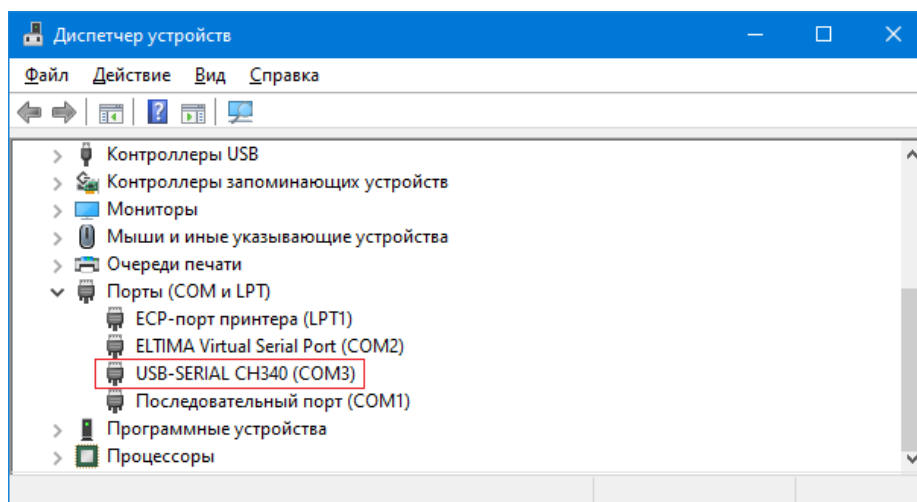 Диспетчер устройств
Файл Действие Вид Справка
Контроллеры USB
Контроллеры запоминающих устройств
Мониторы
Мыши и иные указывающие устройства
Очереди печати
Порты (COM и LPT)
ECP-порт принтера (LPT1)
ELTIMA Virtual Serial Port (COM2)
USB-SERIAL CH340 (COM3)
Последовательный порт (COM1)
Программные устройства
Процессоры